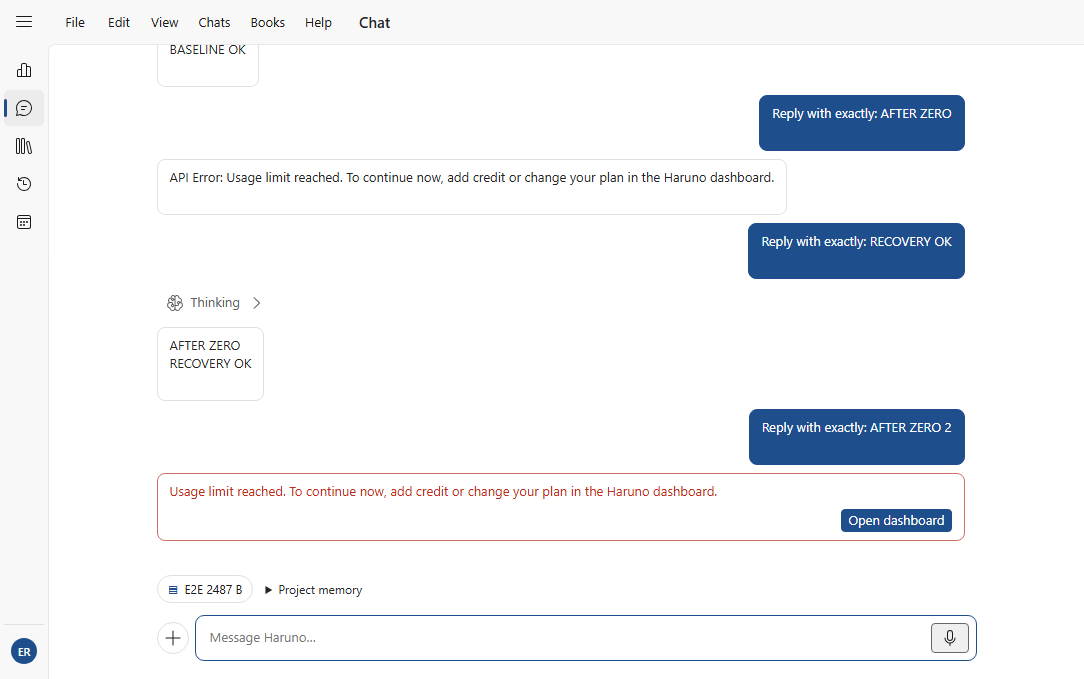 File Edit View Chats Books Help Chat
BASELINE OK
Reply with exactly: AFTER ZERO
API Error: Usage limit reached. To continue now, add credit or change your plan in the Haruno dashboard.
Reply with exactly: RECOVERY OK
Thinking
AFTER ZERO
RECOVERY OK
Reply with exactly: AFTER ZERO 2
Usage limit reached. To continue now, add credit or change your plan in the Haruno dashboard.
Open dashboard
E2E 2487 B Project memory
Message Haruno...
ER